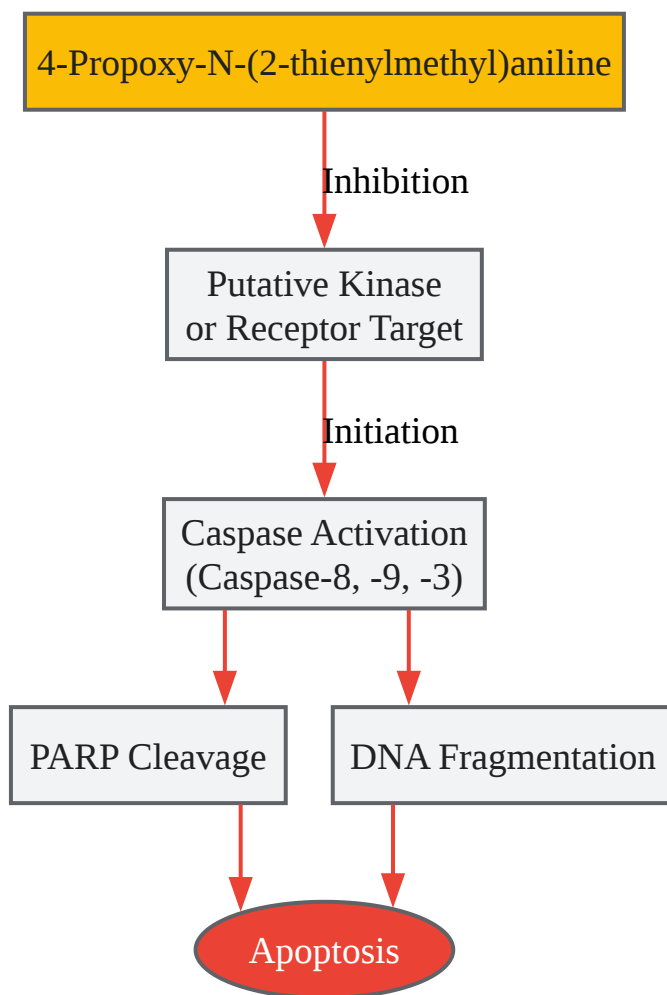 4-Propoxy-N-(2-thienylmethyl)aniline
Inhibition
Putative Kinase
or Receptor Target
Initiation
Caspase Activation
(Caspase-8, -9, -3)
PARP Cleavage
DNA Fragmentation
Apoptosis